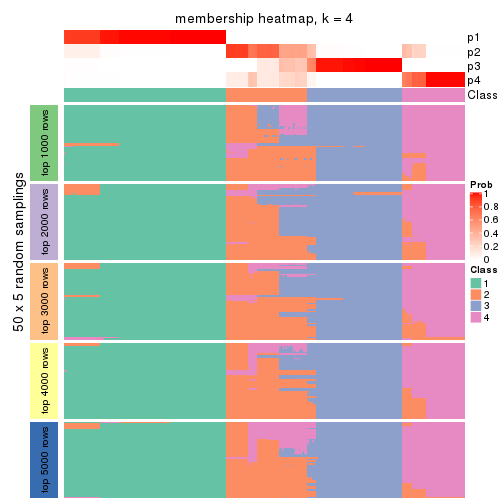 membership heatmap, k = 4
p1
p2
p3
p4
Class
50 x 5 random samplings
top 1000 rows
top 2000 rows
top 3000 rows
top 4000 rows
top 5000 rows
Prob
1
0.8
0.6
0.4
0.2
0
Class
1
2
3
4